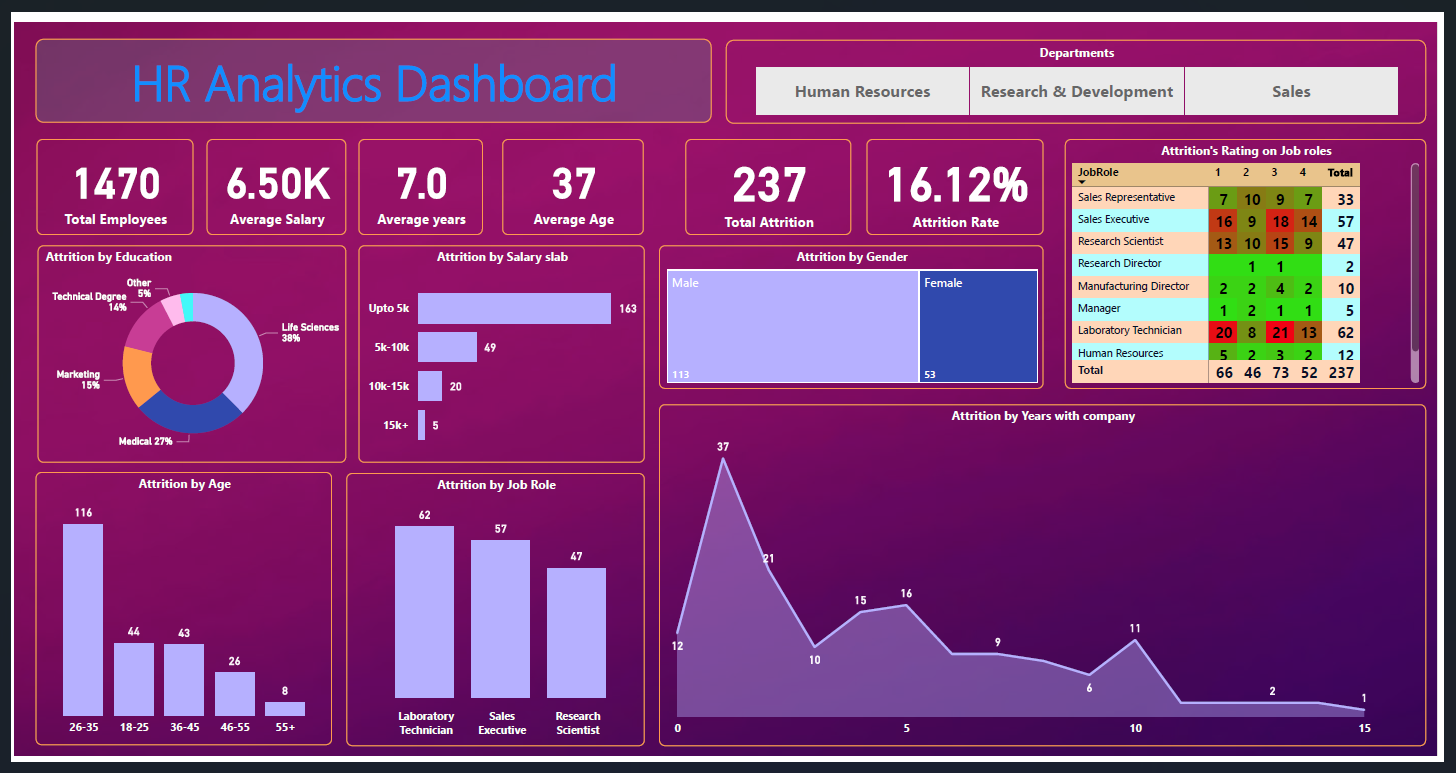 HR Analytics Dashboard
Departments
Human Resources
Research & Development
Sales
1470
Total Employees
6.50K
Average Salary
7.0
Average years
37
Average Age
237
Total Attrition
16.12%
Attrition Rate
Attrition's Rating on Job roles
JobRole 1 2 3 4 Total
Sales Representative 7 10 9 7 33
Sales Executive 16 9 18 14 57
Research Scientist 13 10 15 9 47
Research Director 1 1 2
Manufacturing Director 2 2 4 2 10
Manager 1 2 1 1 5
Laboratory Technician 20 8 21 13 62
Human Resources 5 2 3 2 12
Total 66 46 73 52 237
Attrition by Education
Other
5%
Technical Degree
14%
Life Sciences
38%
Marketing
15%
Medical 27%
Attrition by Salary slab
Upto 5k 163
5k-10k 49
10k-15k 20
15k+ 5
Attrition by Gender
Male
113
Female
53
Attrition by Age
116
44
43
26
8
26-35 18-25 36-45 46-55 55+
Attrition by Job Role
62
57
47
Laboratory
Technician
Sales
Executive
Research
Scientist
Attrition by Years with company
37
21
12
10
15
16
9
6
11
2
1
0 5 10 15